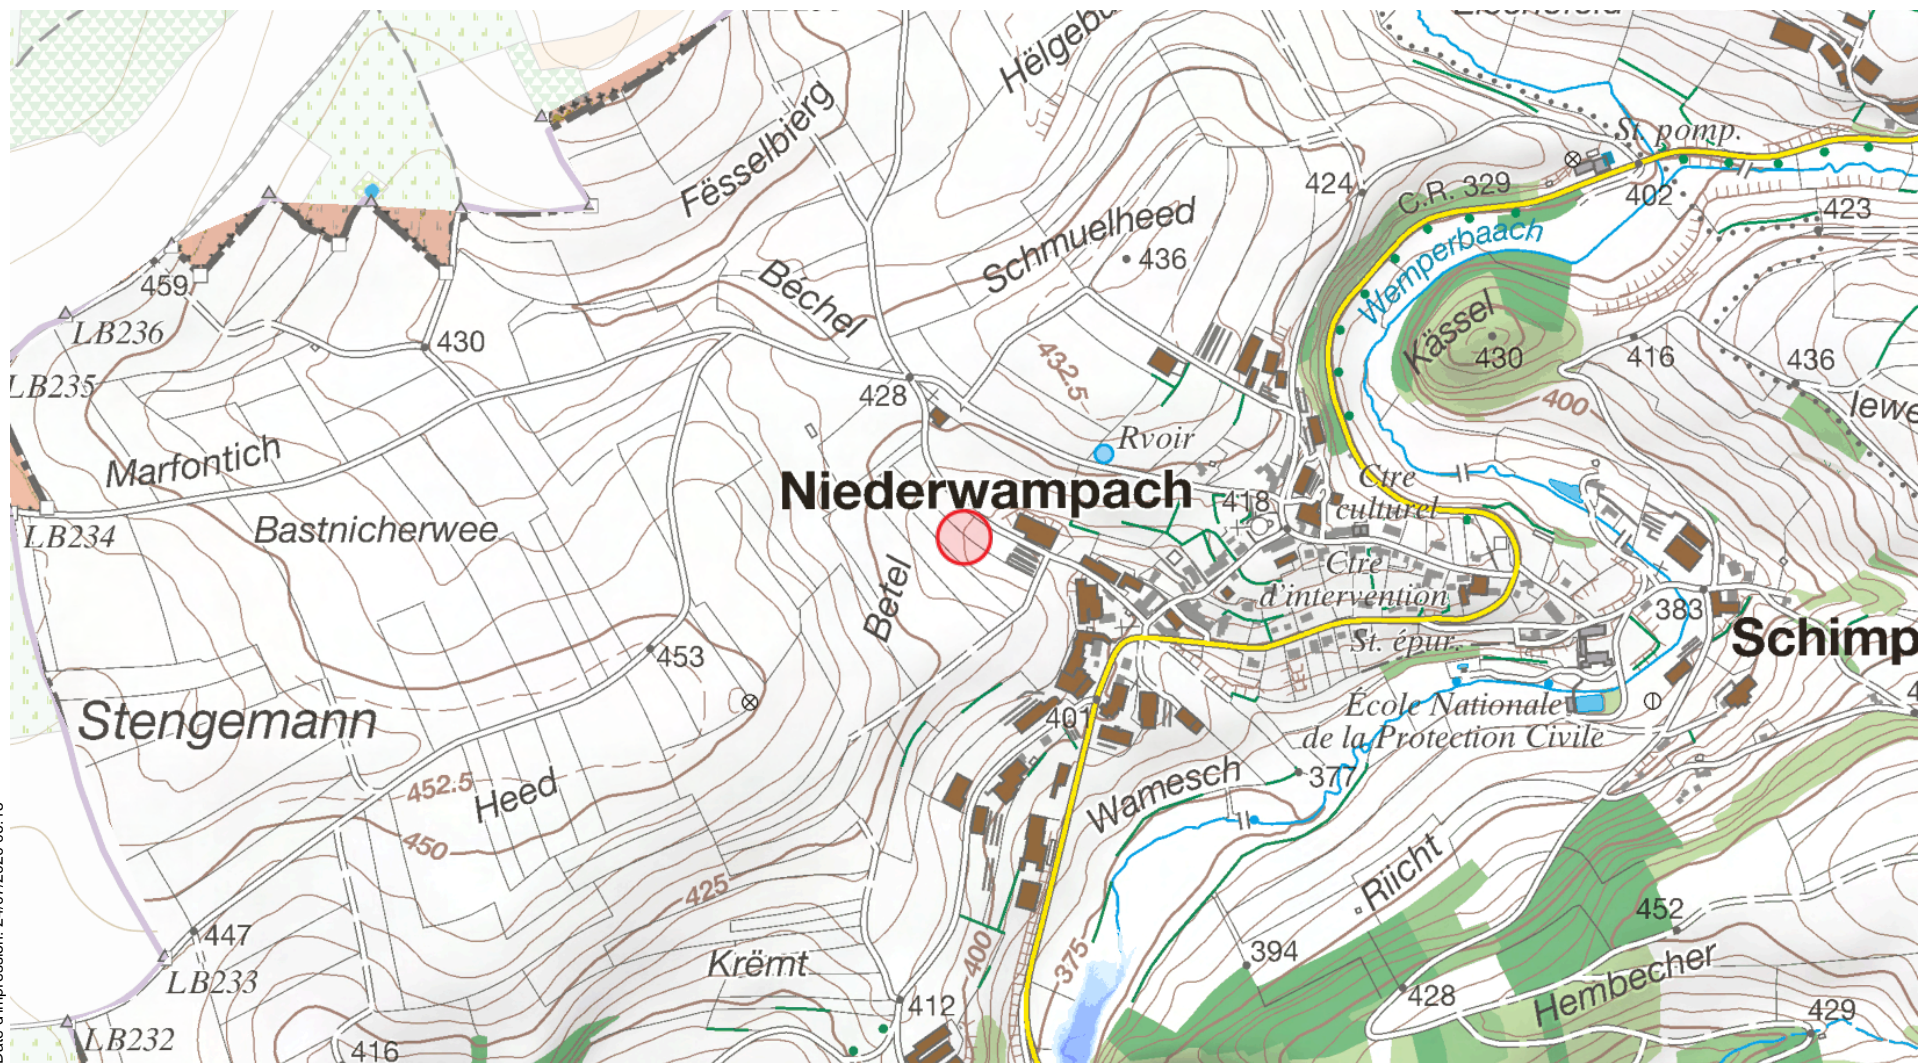 Hëlgebu
Fësselbierg
St. pomp.
424
C.R. 329
402
423
Schmuelheed
436
Wemperbaach
459
Béchel
LB236
430
Kässel
430
416
436
LB235
432.5
428
400
Iewe
Rvoir
Marfontich
Niederwampach
418
Ctre
culturel
LB234
Bastnicherwee
Betel
Ctre
d'intervention
383
453
St. épur.
Schimp
Stengemann
401
École Nationale
de la Protection Civile
452.5
Heed
377
Wamesch
450
425
Riicht
452
447
Krëmt
400
375
394
LB233
412
428
Hembecher
429
LB232
416